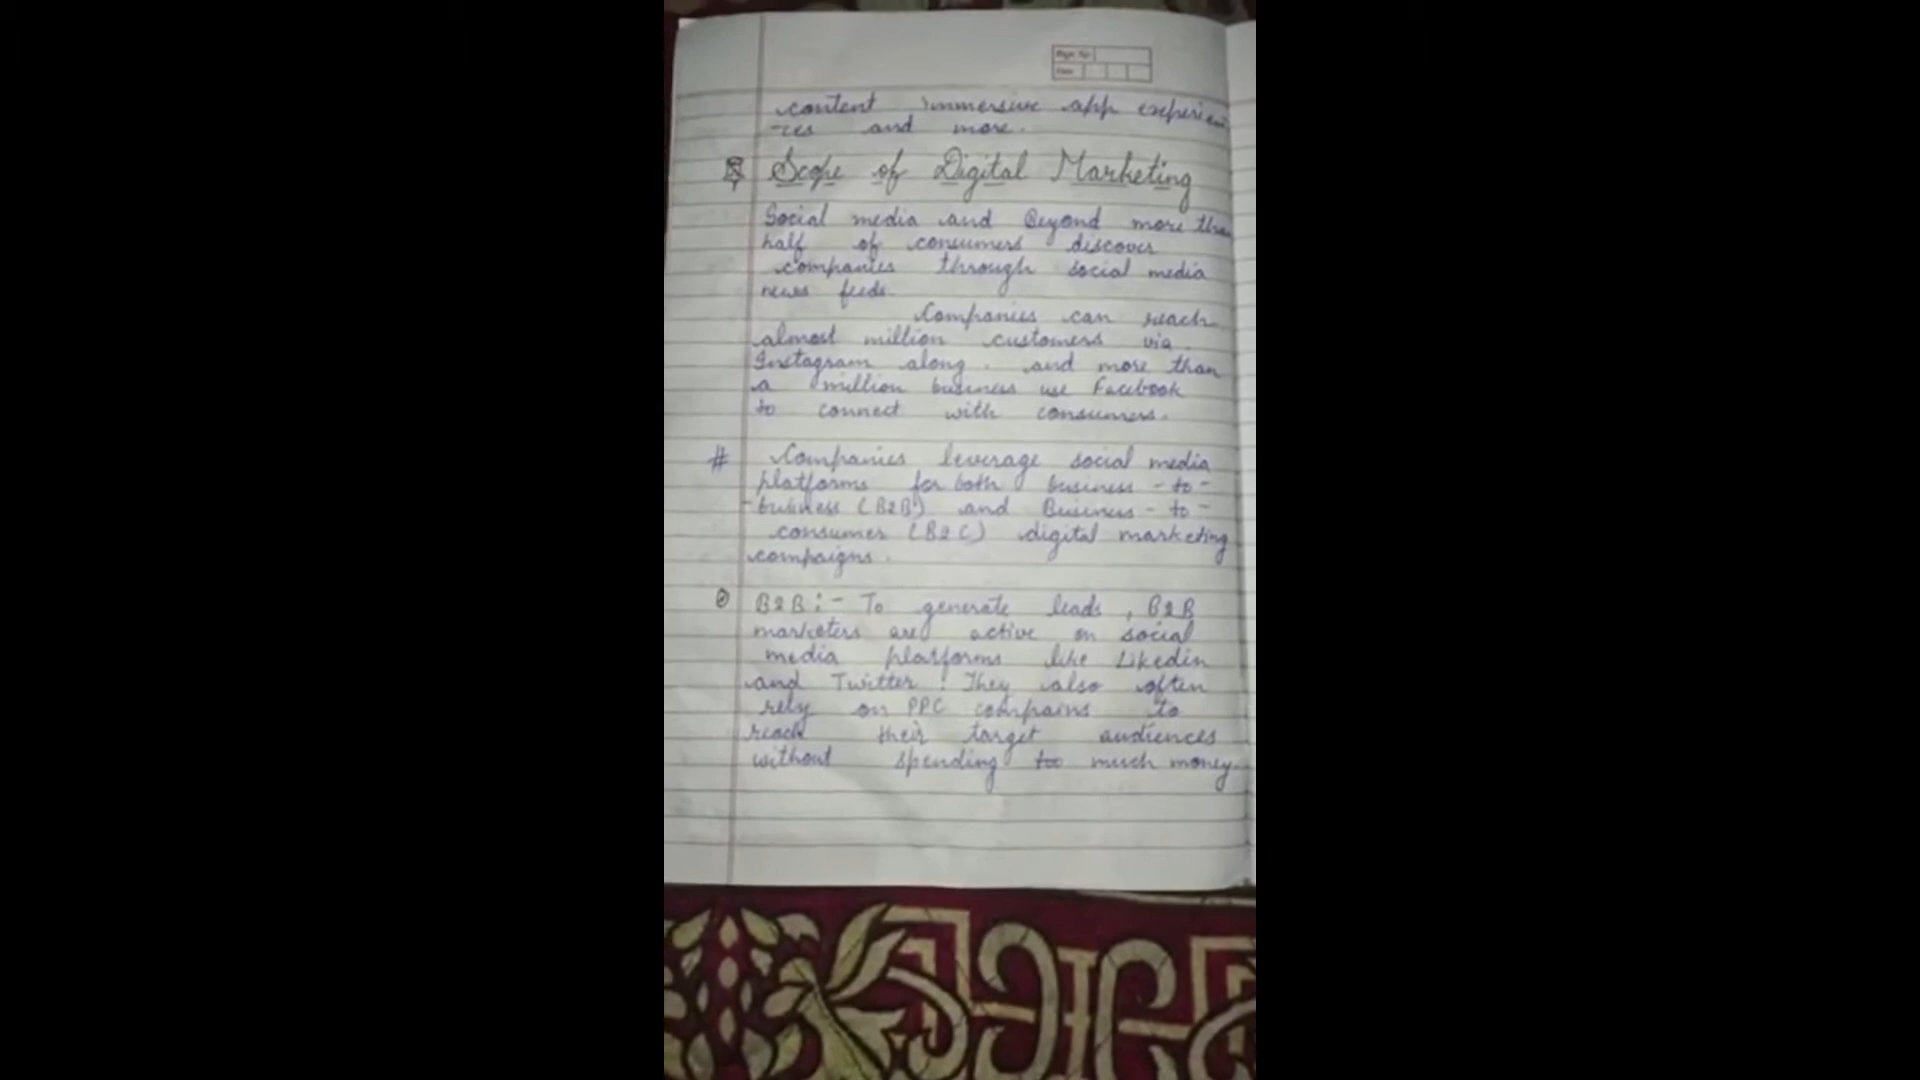 Page No:
Date
content immersive app experien
-ces and more.
Scope of Digital Marketing
Social media and Beyond more than
half of consumers discover
companies through social media
news feeds.
Companies can reach
almost million customers via
Instagram along. and more than
a million business use Facebook
to connect with consumers.
# Companies leverage social media
platforms for both business - to -
- business (B2B) and Business - to -
consumer (B2C) digital marketing
compaigns.
B2B :- To generate leads, B2B
marketers are active on social
media platforms like Likedin
and Twitter. They also often
rely on PPC compains to
reach their target audiences
without spending too much money.